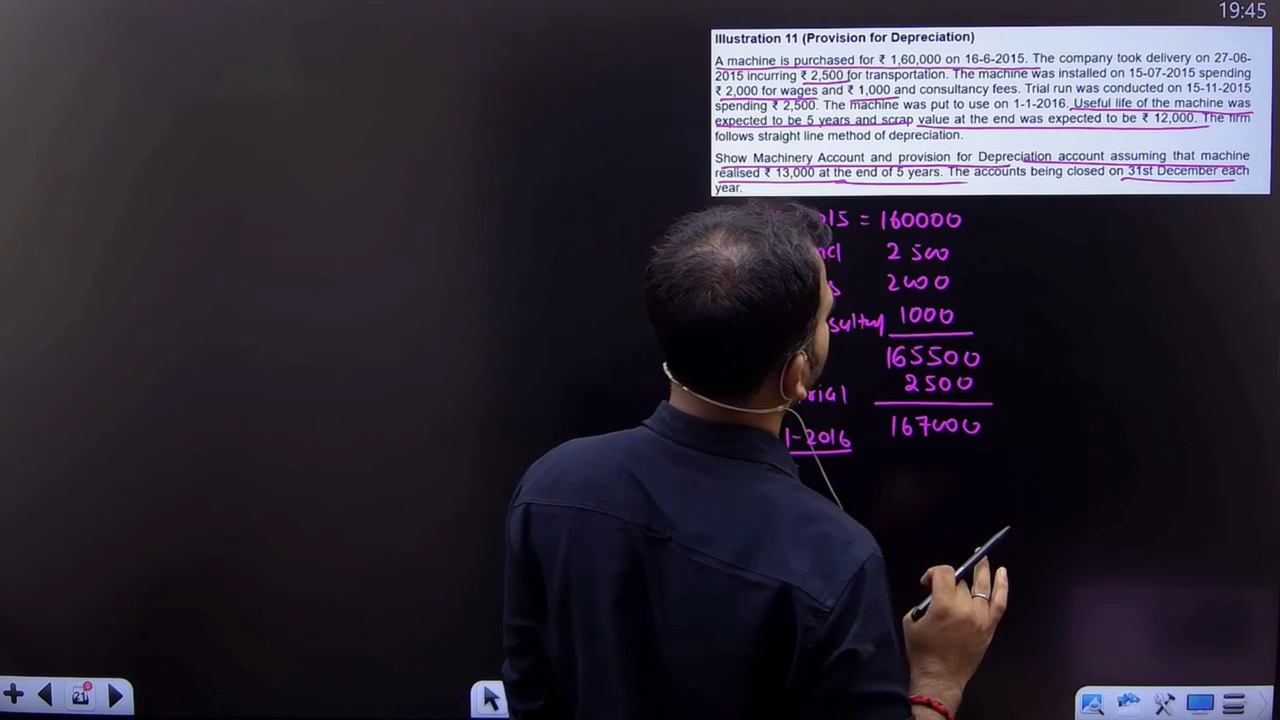 19:45
Illustration 11 (Provision for Depreciation)
A machine is purchased for ₹ 1,60,000 on 16-6-2015. The company took delivery on 27-06-
2015 incurring ₹ 2,500 for transportation. The machine was installed on 15-07-2015 spending
₹ 2,000 for wages and ₹ 1,000 and consultancy fees. Trial run was conducted on 15-11-2015
spending ₹ 2,500. The machine was put to use on 1-1-2016. Useful life of the machine was
expected to be 5 years and scrap value at the end was expected to be ₹ 12,000. The firm
follows straight line method of depreciation.
Show Machinery Account and provision for Depreciation account assuming that machine
realised ₹ 13,000 at the end of 5 years. The accounts being closed on 31st December each
year.
= 160000
2500
2000
1000
165500
2500
1-2016 167000
21